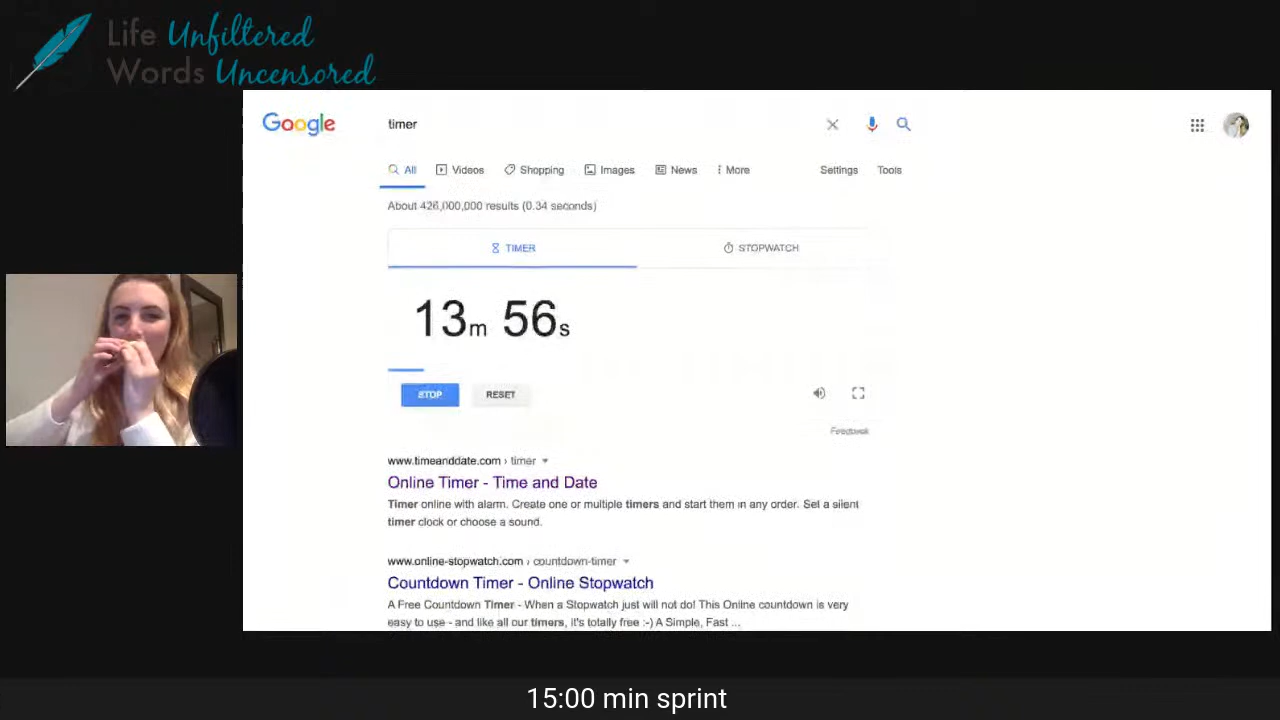 Life Unfiltered
Words Uncensored
Google
timer
All
Videos
Shopping
Images
News
More
Settings
Tools
About 426,000,000 results (0.34 seconds)
TIMER
STOPWATCH
13m 56s
STOP
RESET
Feedback
www.timeanddate.com › timer
Online Timer - Time and Date
Timer online with alarm. Create one or multiple timers and start them in any order. Set a silent
timer clock or choose a sound.
www.online-stopwatch.com › countdown-timer
Countdown Timer - Online Stopwatch
A Free Countdown Timer - When a Stopwatch just will not do! This Online countdown is very
easy to use - and like all our timers, it's totally free :-) A Simple, Fast ...
15:00 min sprint